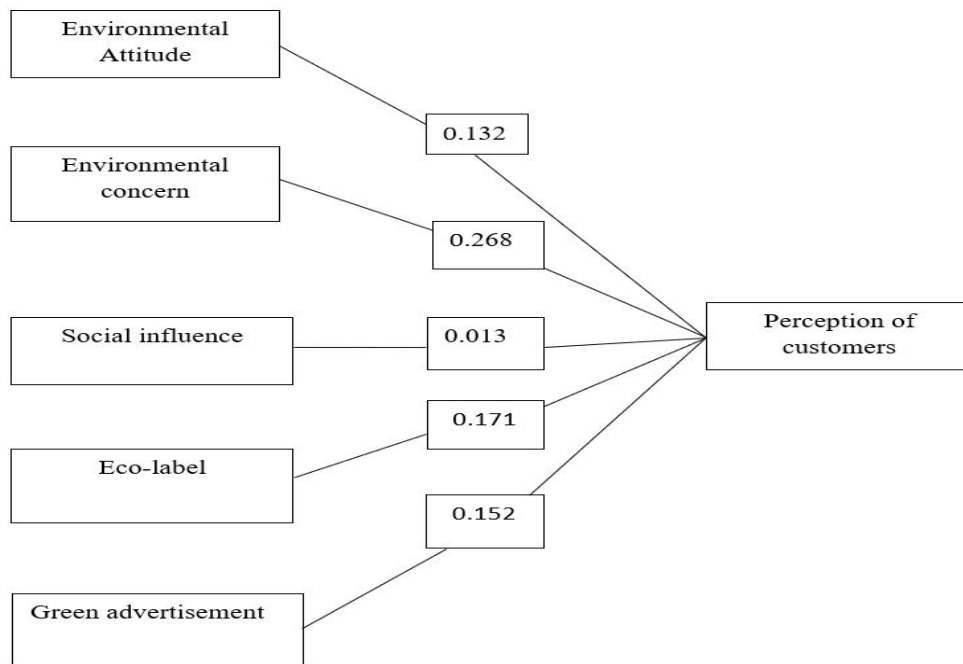 Environmental
Attitude
0.132
Environmental
concern
0.268
Social influence
0.013
Perception of
customers
Eco-label
0.171
0.152
Green advertisement